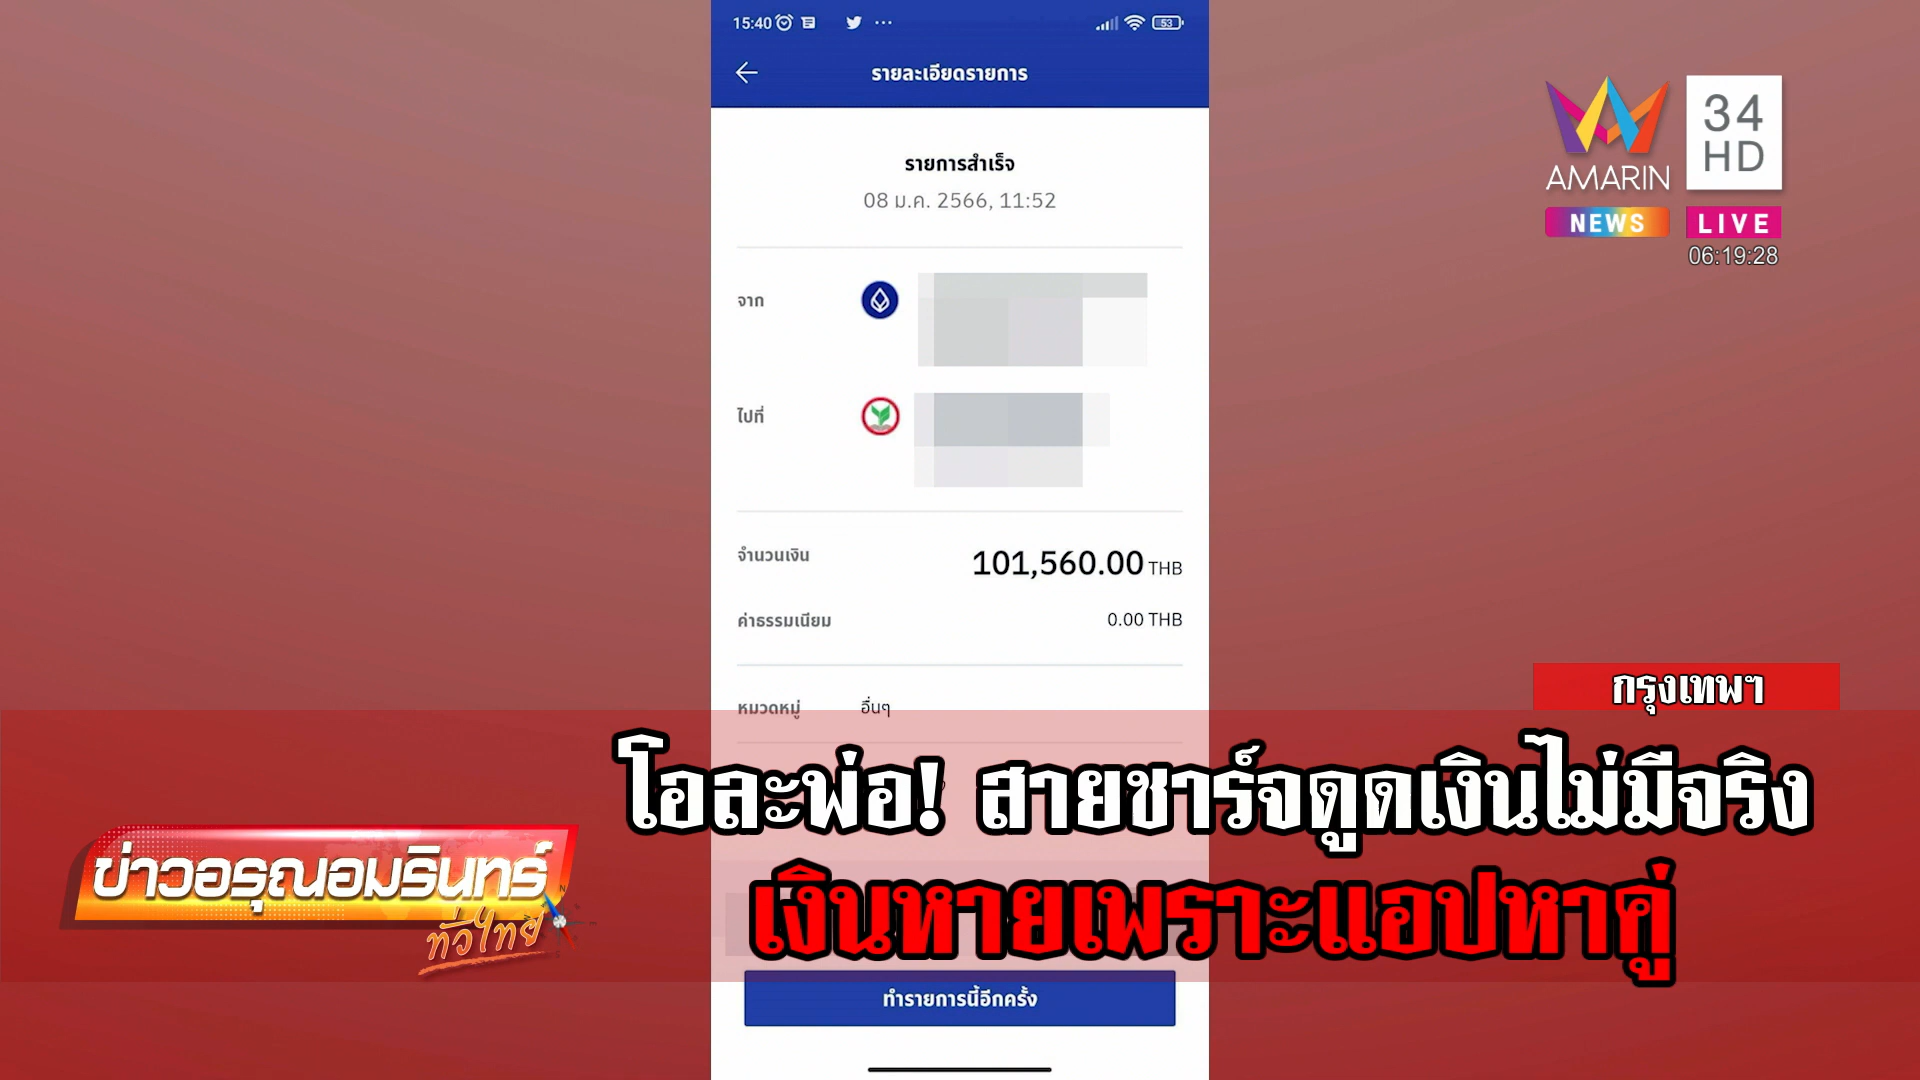 15:40
53
รายละเอียดรายการ
รายการสำเร็จ
08 ม.ค. 2566, 11:52
จาก
ไปที่
จำนวนเงิน
101,560.00 THB
ค่าธรรมเนียม
0.00 THB
หมวดหมู่
อื่นๆ
AMARIN
34
HD
NEWS
LIVE
06:19:28
กรุงเทพฯ
โอละพ่อ! สายชาร์จดูดเงินไม่มีจริง
เงินหายเพราะแอปหาคู่
ข่าวอรุณอมรินทร์
ทั่วไทย
ทำรายการนี้อีกครั้ง